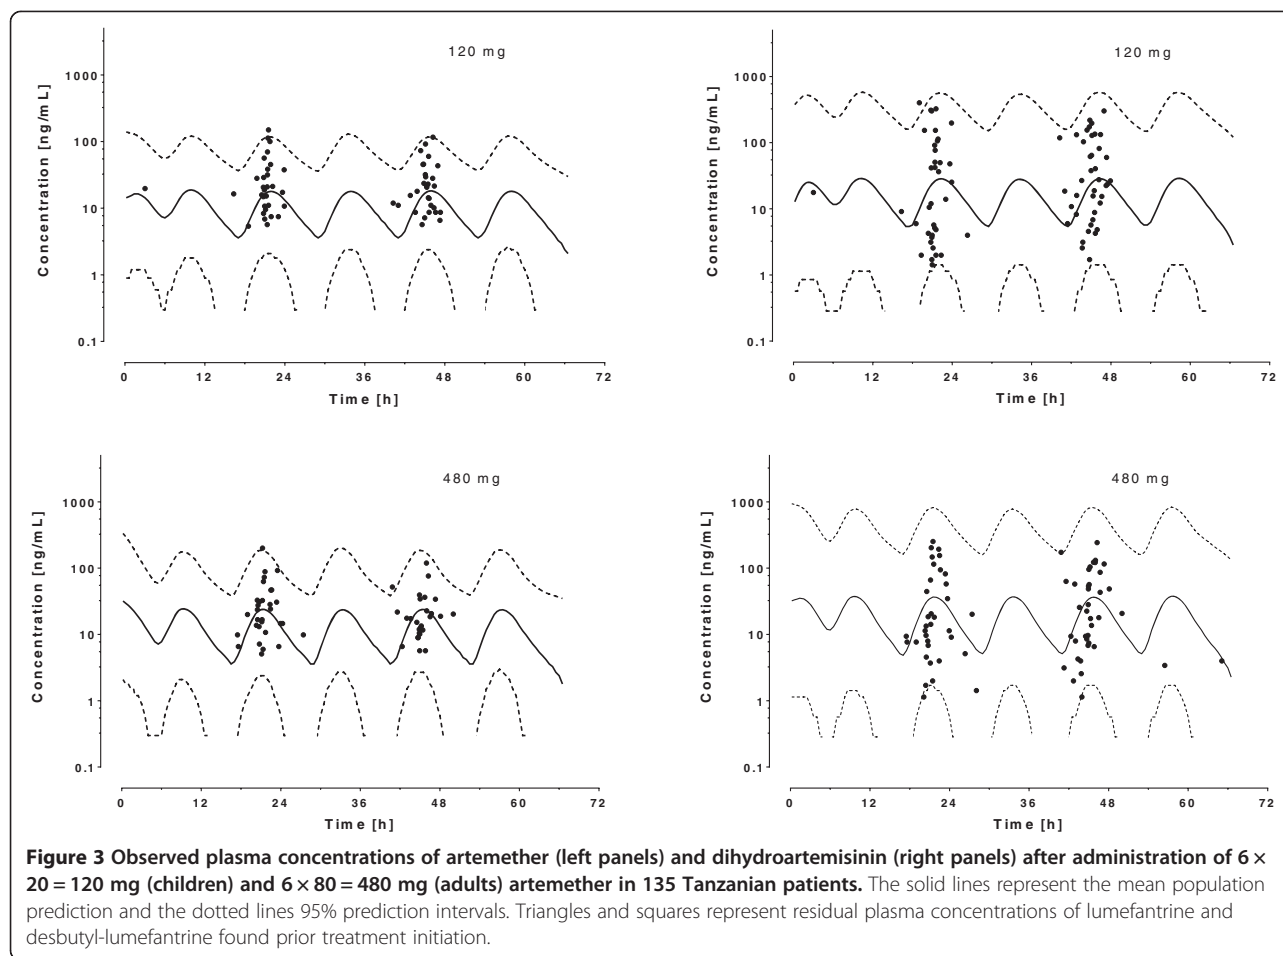 120 mg
1000
100
10
1
0.1
Concentration [ng/mL]
0 12 24 36 48 60 72
Time [h]
120 mg
1000
100
10
1
0.1
Concentration [ng/mL]
0 12 24 36 48 60 72
Time [h]
480 mg
1000
100
10
1
0.1
Concentration [ng/mL]
0 12 24 36 48 60 72
Time [h]
480 mg
1000
100
10
1
0.1
Concentration [ng/mL]
0 12 24 36 48 60 72
Time [h]
Figure 3 Observed plasma concentrations of artemether (left panels) and dihydroartemisinin (right panels) after administration of 6 ×
20 = 120 mg (children) and 6 × 80 = 480 mg (adults) artemether in 135 Tanzanian patients. The solid lines represent the mean population
prediction and the dotted lines 95% prediction intervals. Triangles and squares represent residual plasma concentrations of lumefantrine and
desbutyl-lumefantrine found prior treatment initiation.